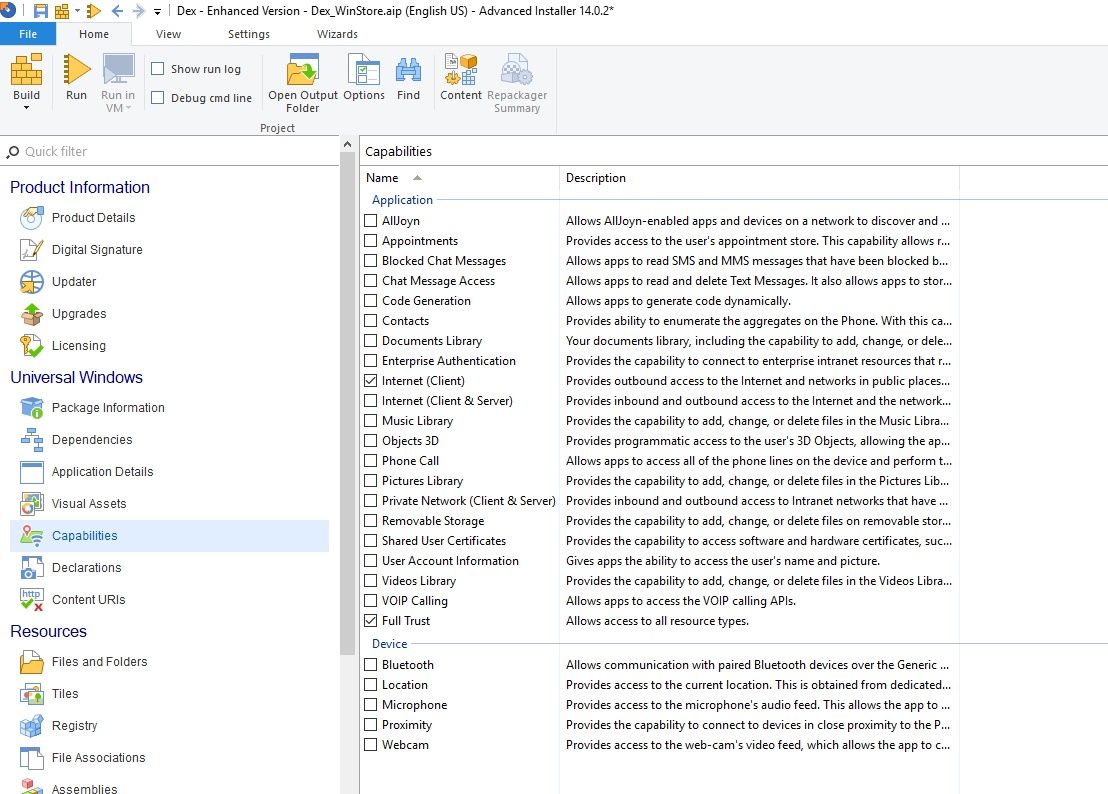 Dex - Enhanced Version - Dex_WinStore.aip (English US) - Advanced Installer 14.0.2*
File Home View Settings Wizards
Build Run Run in VM
Show run log
Debug cmd line
Open Output Folder Options Find Content Repackager Summary
Project
Quick filter
Product Information
Product Details
Digital Signature
Updater
Upgrades
Licensing
Universal Windows
Package Information
Dependencies
Application Details
Visual Assets
Capabilities
Declarations
http
Content URIs
Resources
Files and Folders
Tiles
Registry
File Associations
Assemblies
Capabilities
Name Description
Application
AllJoyn Allows AllJoyn-enabled apps and devices on a network to discover and ...
Appointments Provides access to the user's appointment store. This capability allows r...
Blocked Chat Messages Allows apps to read SMS and MMS messages that have been blocked b...
Chat Message Access Allows apps to read and delete Text Messages. It also allows apps to stor...
Code Generation Allows apps to generate code dynamically.
Contacts Provides ability to enumerate the aggregates on the Phone. With this ca...
Documents Library Your documents library, including the capability to add, change, or dele...
Enterprise Authentication Provides the capability to connect to enterprise intranet resources that r...
Internet (Client) Provides outbound access to the Internet and networks in public places...
Internet (Client & Server) Provides inbound and outbound access to the Internet and the network...
Music Library Provides the capability to add, change, or delete files in the Music Libra...
Objects 3D Provides programmatic access to the user's 3D Objects, allowing the ap...
Phone Call Allows apps to access all of the phone lines on the device and perform t...
Pictures Library Provides the capability to add, change, or delete files in the Pictures Lib...
Private Network (Client & Server) Provides inbound and outbound access to Intranet networks that have ...
Removable Storage Provides the capability to add, change, or delete files on removable stor...
Shared User Certificates Provides the capability to access software and hardware certificates, suc...
User Account Information Gives apps the ability to access the user's name and picture.
Videos Library Provides the capability to add, change, or delete files in the Videos Libra...
VOIP Calling Allows apps to access the VOIP calling APIs.
Full Trust Allows access to all resource types.
Device
Bluetooth Allows communication with paired Bluetooth devices over the Generic ...
Location Provides access to the current location. This is obtained from dedicated...
Microphone Provides access to the microphone's audio feed. This allows the app to ...
Proximity Provides the capability to connect to devices in close proximity to the P...
Webcam Provides access to the web-cam's video feed, which allows the app to c...